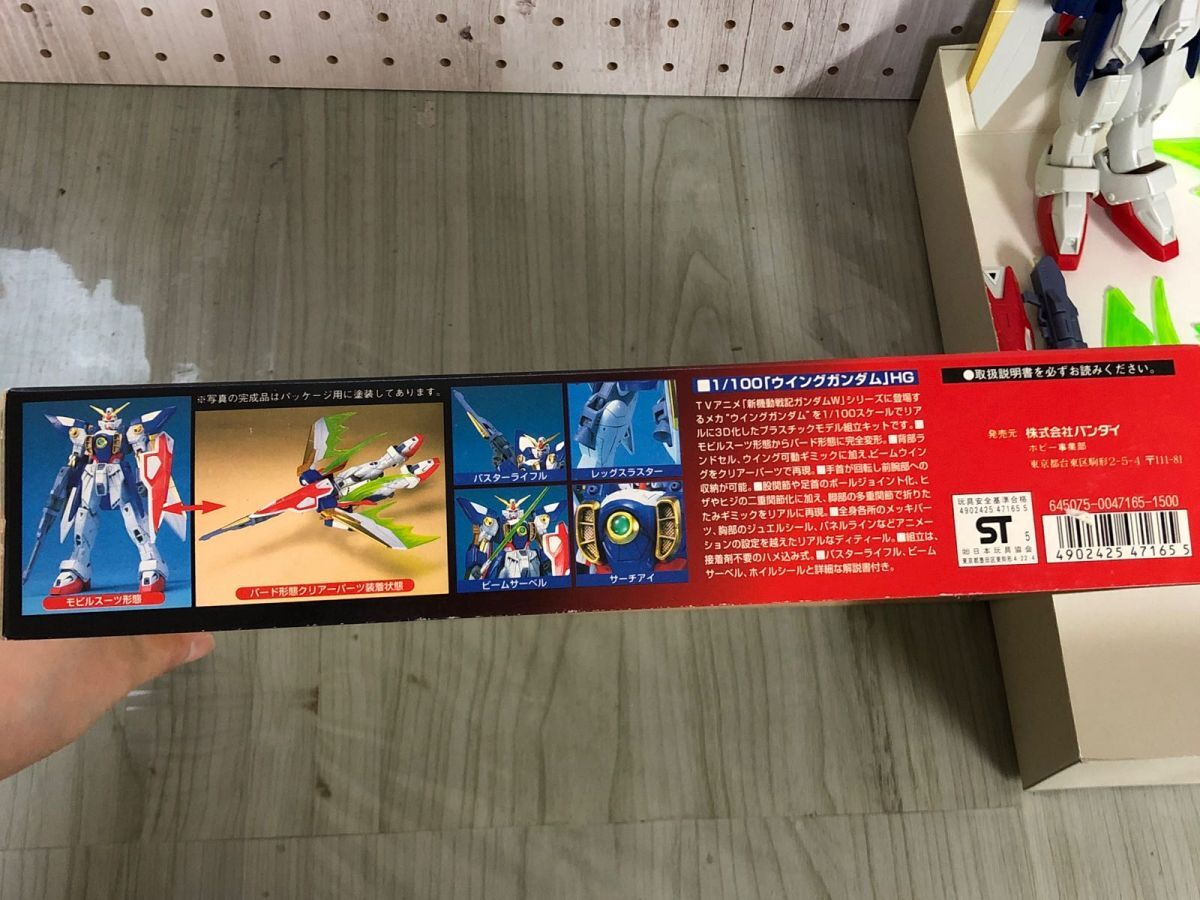 ※写真の完成品はパッケージ用に塗装してあります。
モビルスーツ形態
バード形態クリアーパーツ装着状態
バスターライフル
レッグスラスター
ビームサーベル
サーチアイ
■1/100「ウイングガンダム」HG
TVアニメ「新機動戦記ガンダムW」シリーズに登場す
るメカ"ウイングガンダム"を1/100スケールでリア
ルに3D化したプラスチックモデル組立キットです。■
モビルスーツ形態からバード形態に完全変形。■背部ラ
ンドセル、ウイング可動ギミックに加え、ビームウイン
グをクリアーパーツで再現。■手首が回転し前腕部への
収納が可能。■股関節や足首のボールジョイント化、ヒ
ザやヒジの二重関節化に加え、脚部の多重関節で折りた
たみギミックをリアルに再現。■全身各所のメッキパー
ツ、胸部のジュエルシール、パネルラインなどアニメー
ションの設定を越えたリアルなディティール。■組立は、
接着剤不要のハメ込み式。■バスターライフル、ビーム
サーベル、ホイルシールと詳細な解説書付き。
●取扱説明書を必ずお読みください。
発売元 株式会社バンダイ
ホビー事業部
東京都台東区駒形2-5-4 〒111-81
玩具安全基準合格
4902425 47165 5
ST 5
㈳日本玩具協会
東京都墨田区東駒形4-22-4
645075-0047165-1500
4902425 471655